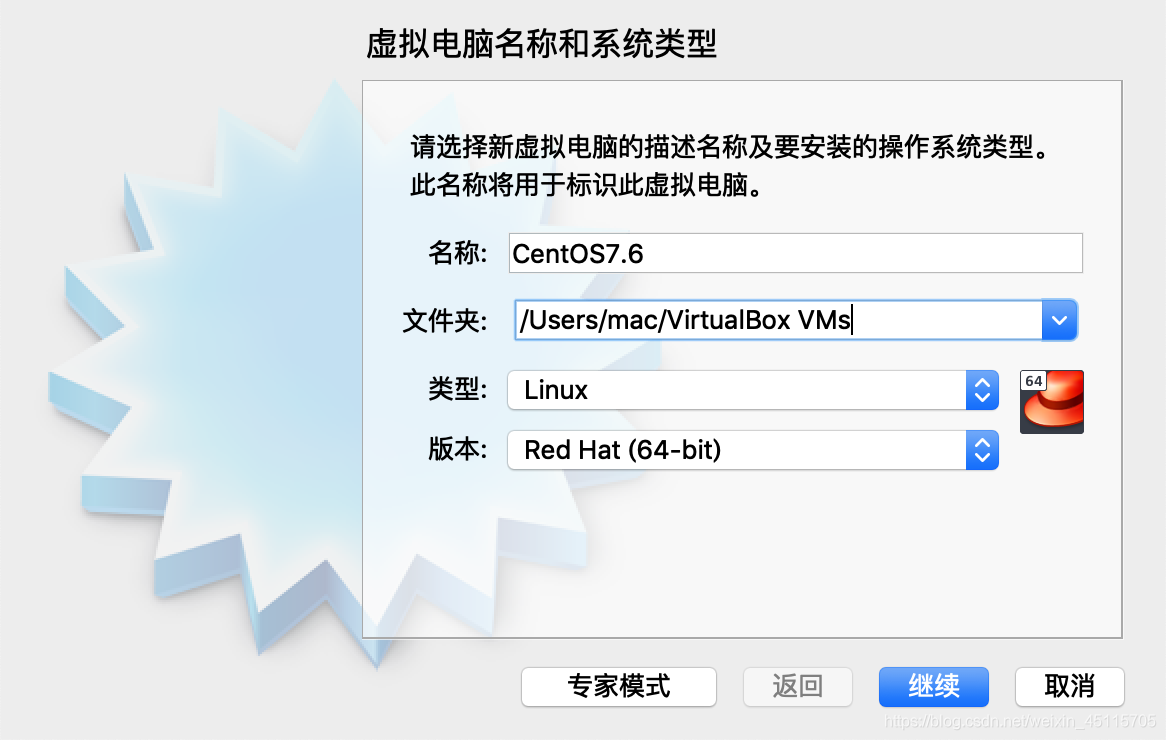 虚拟电脑名称和系统类型
请选择新虚拟电脑的描述名称及要安装的操作系统类型。
此名称将用于标识此虚拟电脑。
名称: CentOS7.6
文件夹: /Users/mac/VirtualBox VMs
类型: Linux
64
版本: Red Hat (64-bit)
专家模式 返回 继续 取消
https://blog.csdn.net/weixin_45115705